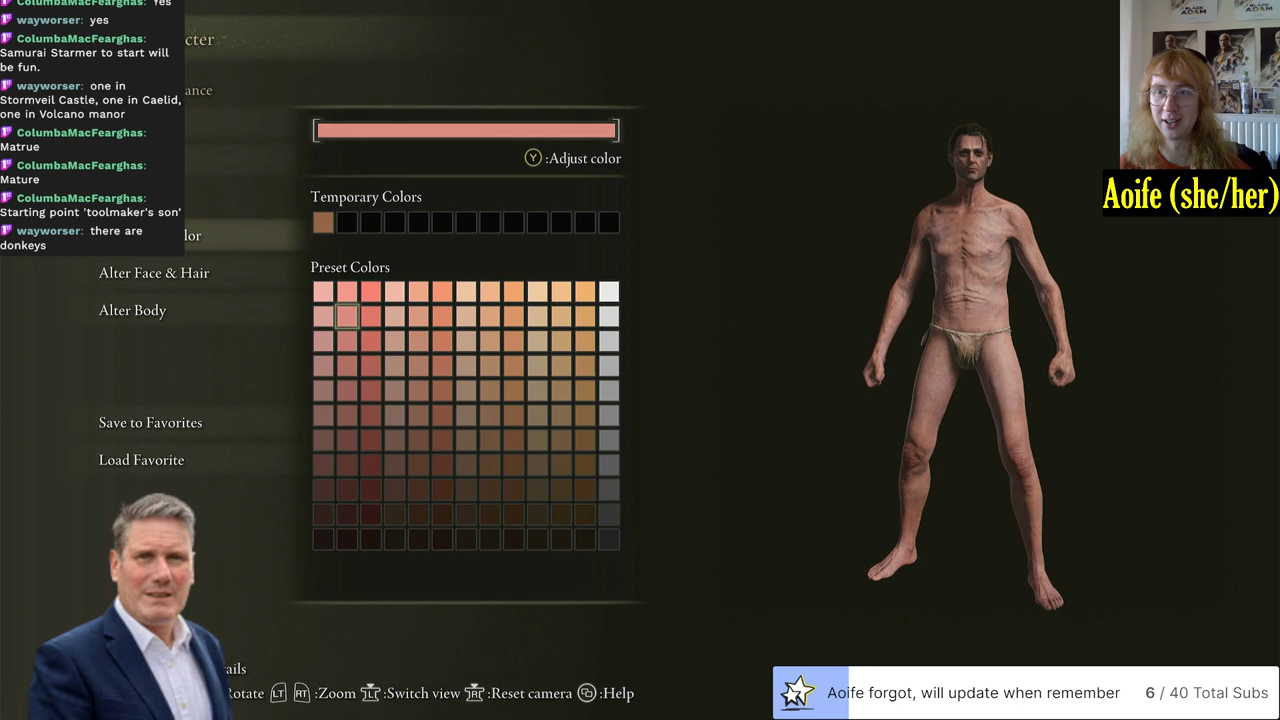 ColumbaMacFearghas: Yes
wayworser: yes
ColumbaMacFearghas:
Samurai Starmer to start will
be fun.
wayworser: one in
Stormveil Castle, one in Caelid,
one in Volcano manor
ColumbaMacFearghas:
Matrue
ColumbaMacFearghas:
Mature
ColumbaMacFearghas:
Starting point 'toolmaker's son'
wayworser: there are
donkeys
cter
ance
lor
Alter Face & Hair
Alter Body
Save to Favorites
Load Favorite
ails
Y :Adjust color
Temporary Colors
Preset Colors
Rotate LT RT :Zoom L :Switch view R :Reset camera :Help
BLACK ADAM
Aoife (she/her)
Aoife forgot, will update when remember 6 / 40 Total Subs